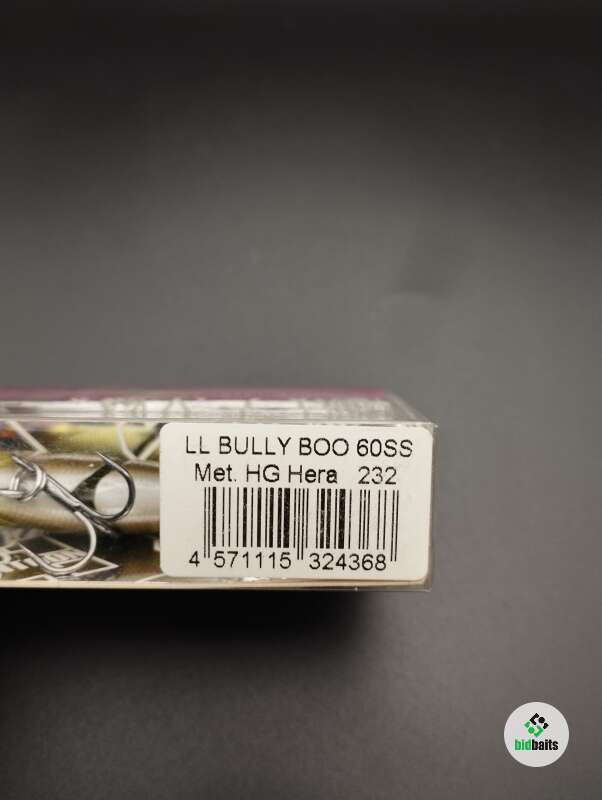 LL BULLY BOO 60SS
Met. HG Hera 232
4 571115 324368
bidbaits